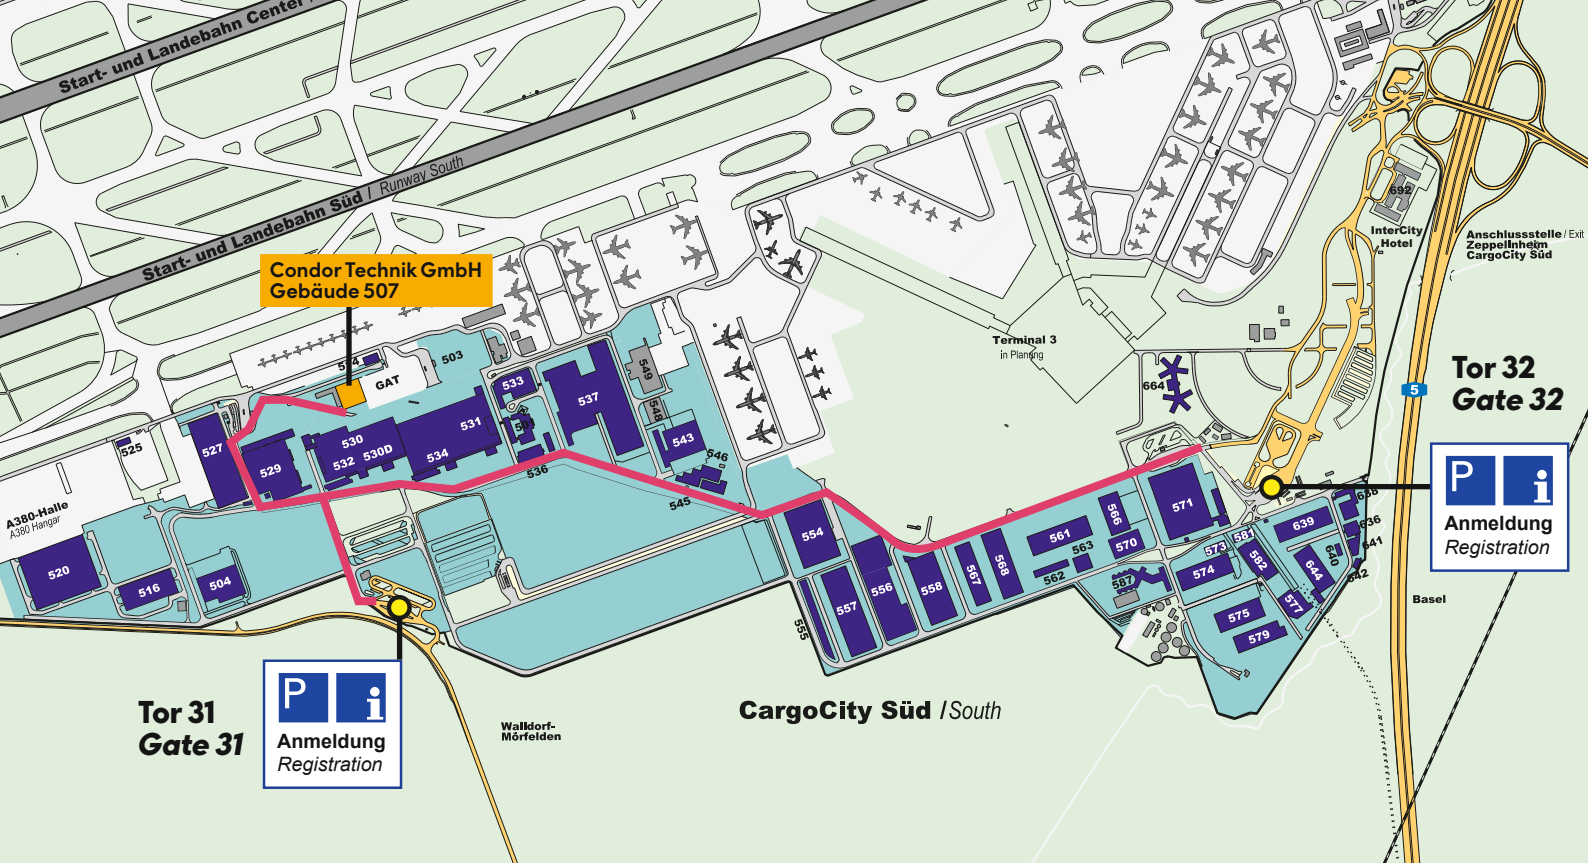 Start- und Landebahn Center /
Start- und Landebahn Süd / Runway South
Condor Technik GmbH
Gebäude 507
692
InterCity
Hotel
Anschlussstelle / Exit
Zeppelinheim
CargoCity Süd
Terminal 3
in Planung
5
Tor 32
Gate 32
P i
Anmeldung
Registration
503
GAT
533
537
549
548
543
546
545
531
530
530D
532
534
536
529
527
525
A380-Halle
A380 Hangar
520
516
504
664
554
555
557
556
558
567
568
561
562
563
566
570
571
573
581
574
582
587
575
579
577
644
639
638
636
641
640
642
Basel
Tor 31
Gate 31
P i
Anmeldung
Registration
Walldorf-
Mörfelden
CargoCity Süd / South